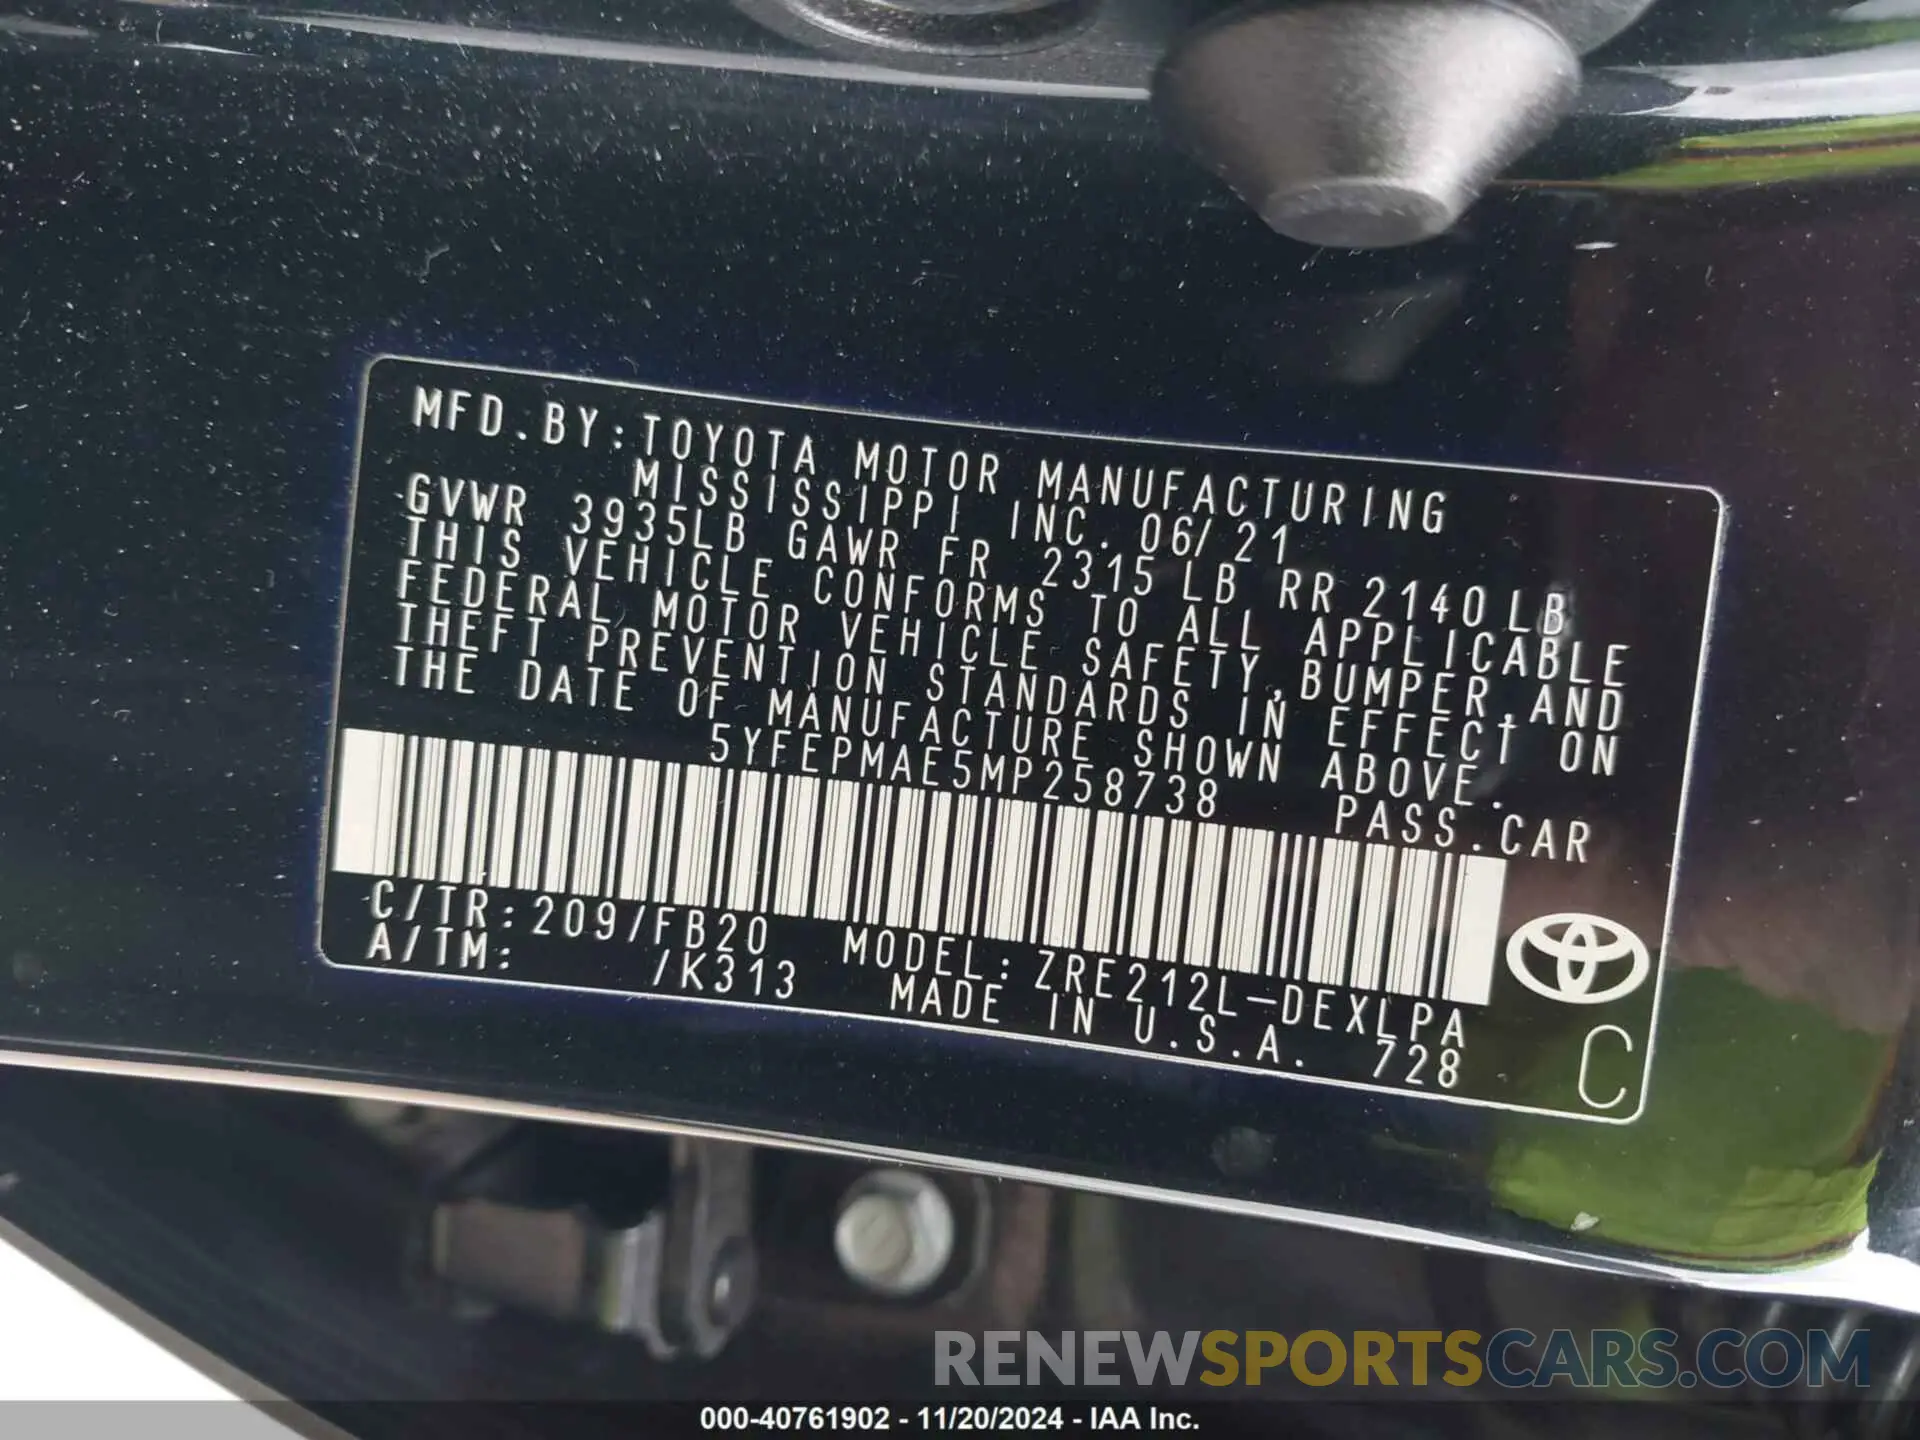 MFD.BY:TOYOTA MOTOR MANUFACTURING
MISSISSIPPI INC. 06/21
GVWR 3935LB GAWR FR 2315LB RR 2140LB
THIS VEHICLE CONFORMS TO ALL APPLICABLE
FEDERAL MOTOR VEHICLE SAFETY,BUMPER,AND
THEFT PREVENTION STANDARDS IN EFFECT ON
THE DATE OF MANUFACTURE SHOWN ABOVE.
5YFEPMAE5MP258738 PASS.CAR
C/TR:209/FB20 MODEL:ZRE212L-DEXLPA
A/TM: /K313 MADE IN U.S.A. 728
C
RENEWSPORTSCARS.COM
000-40761902 - 11/20/2024 - IAA Inc.